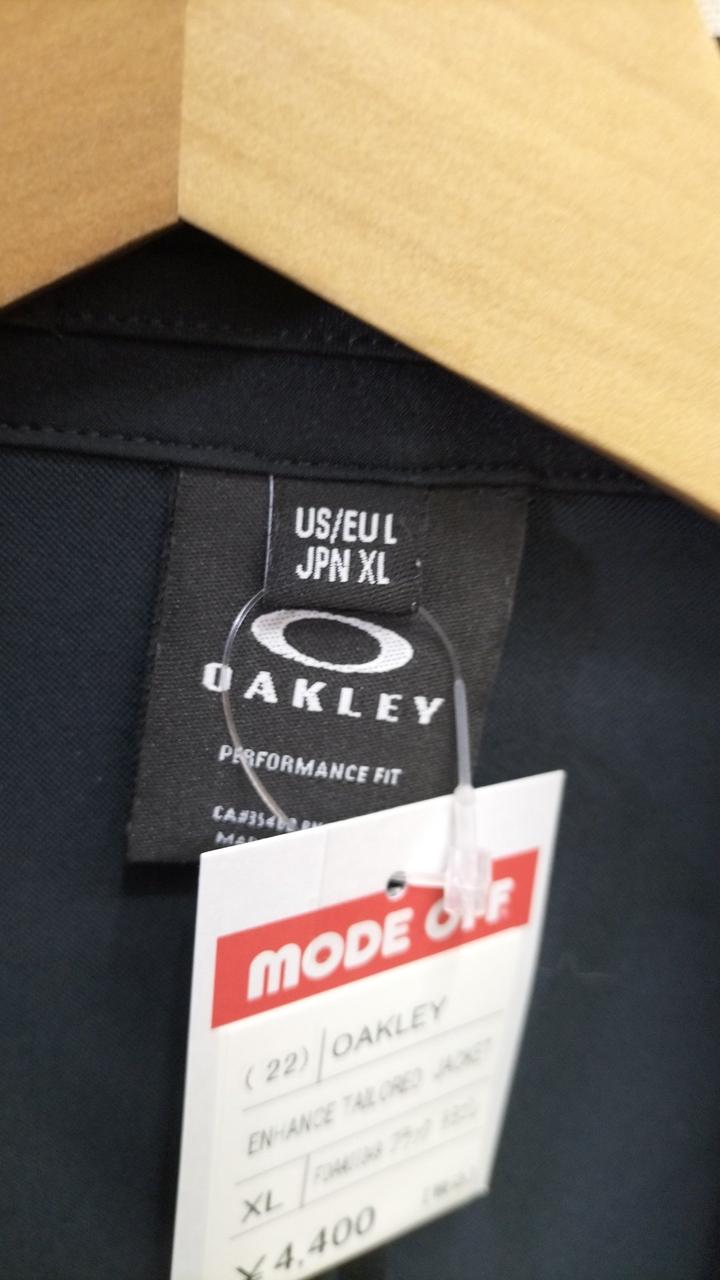 US/EU L
JPN XL
OAKLEY
PERFORMANCE FIT
MODE OFF
(22) OAKLEY
ENHANCE TAILORED JACKET
XL
¥4,400